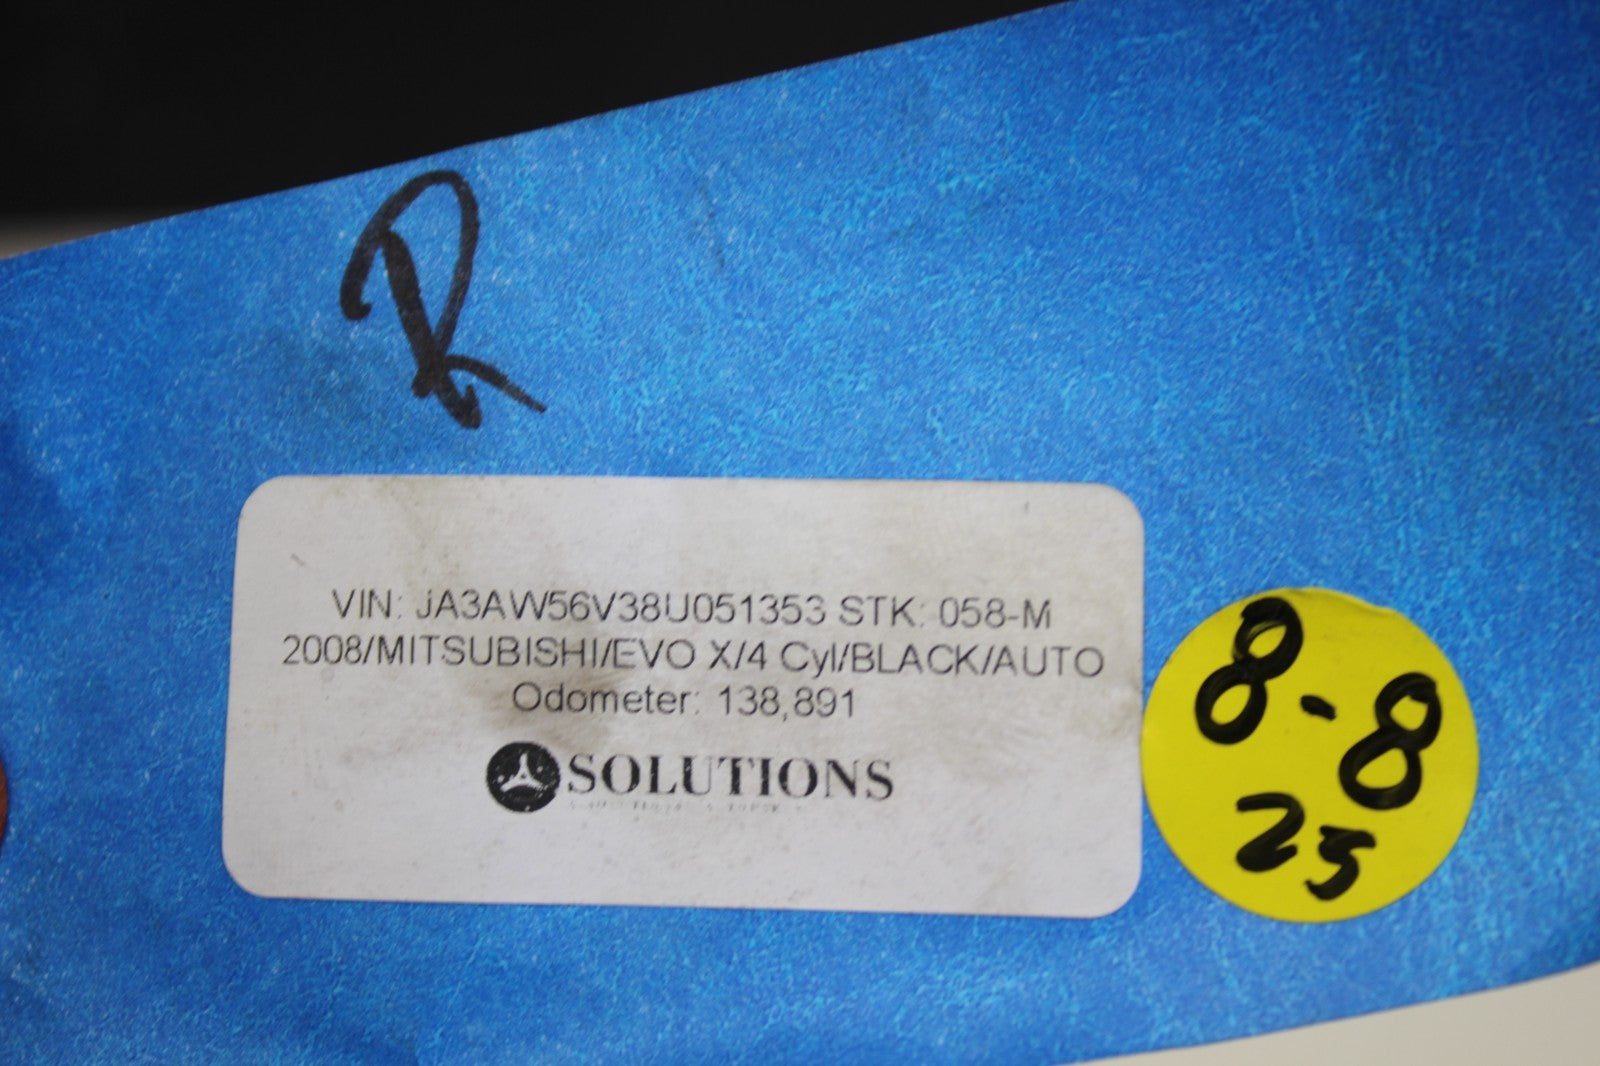 R
VIN: JA3AW56V38U051353 STK: 058-M
2008/MITSUBISHI/EVO X/4 Cyl/BLACK/AUTO
Odometer: 138,891
SOLUTIONS
8-8
25